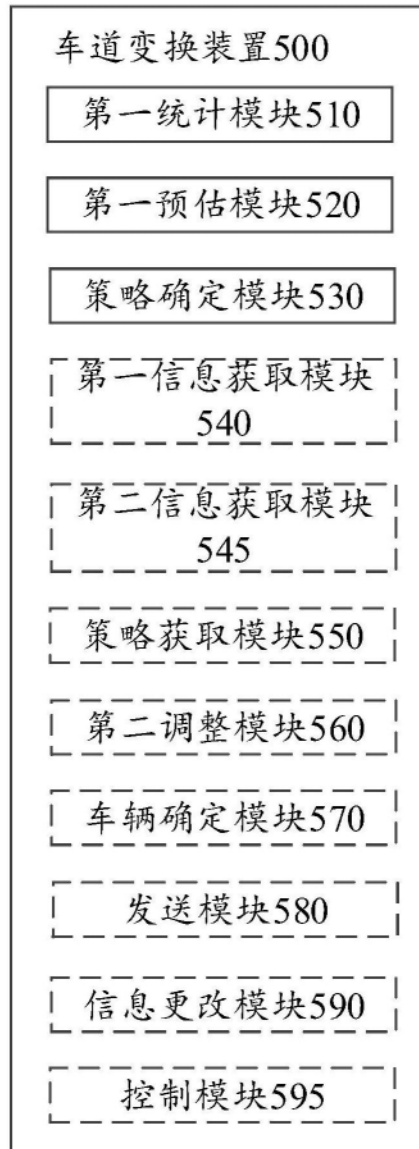 车道变换装置500
第一统计模块510
第一预估模块520
策略确定模块530
第一信息获取模块
540
第二信息获取模块
545
策略获取模块550
第二调整模块560
车辆确定模块570
发送模块580
信息更改模块590
控制模块595